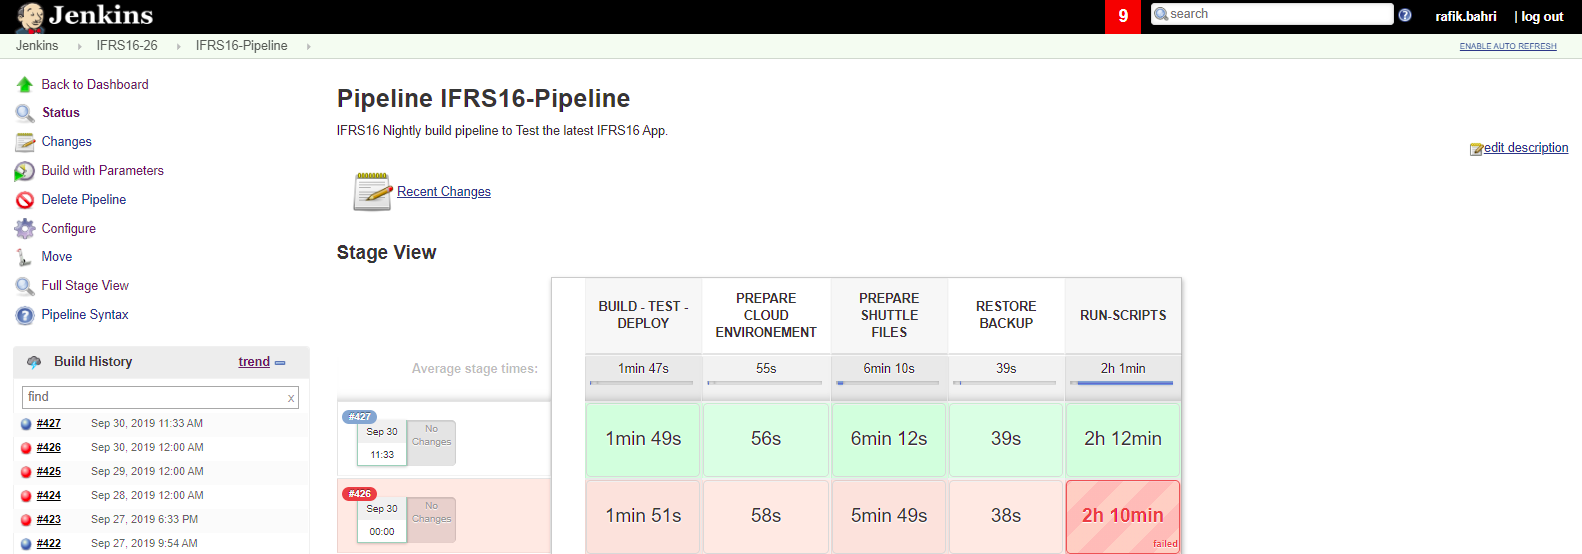 Jenkins
9
search
rafik.bahri
| log out
Jenkins
IFRS16-26
IFRS16-Pipeline
ENABLE AUTO REFRESH
Back to Dashboard
Status
Changes
Build with Parameters
Delete Pipeline
Configure
Move
Full Stage View
Pipeline Syntax
Build History
trend
find
x
#427 Sep 30, 2019 11:33 AM
#426 Sep 30, 2019 12:00 AM
#425 Sep 29, 2019 12:00 AM
#424 Sep 28, 2019 12:00 AM
#423 Sep 27, 2019 6:33 PM
#422 Sep 27, 2019 9:54 AM
Pipeline IFRS16-Pipeline
IFRS16 Nightly build pipeline to Test the latest IFRS16 App.
edit description
Recent Changes
Stage View
BUILD - TEST -
DEPLOY
PREPARE
CLOUD
ENVIRONEMENT
PREPARE
SHUTTLE
FILES
RESTORE
BACKUP
RUN-SCRIPTS
Average stage times:
1min 47s
55s
6min 10s
39s
2h 1min
#427
Sep 30
11:33
No
Changes
1min 49s
56s
6min 12s
39s
2h 12min
#426
Sep 30
00:00
No
Changes
1min 51s
58s
5min 49s
38s
2h 10min
failed